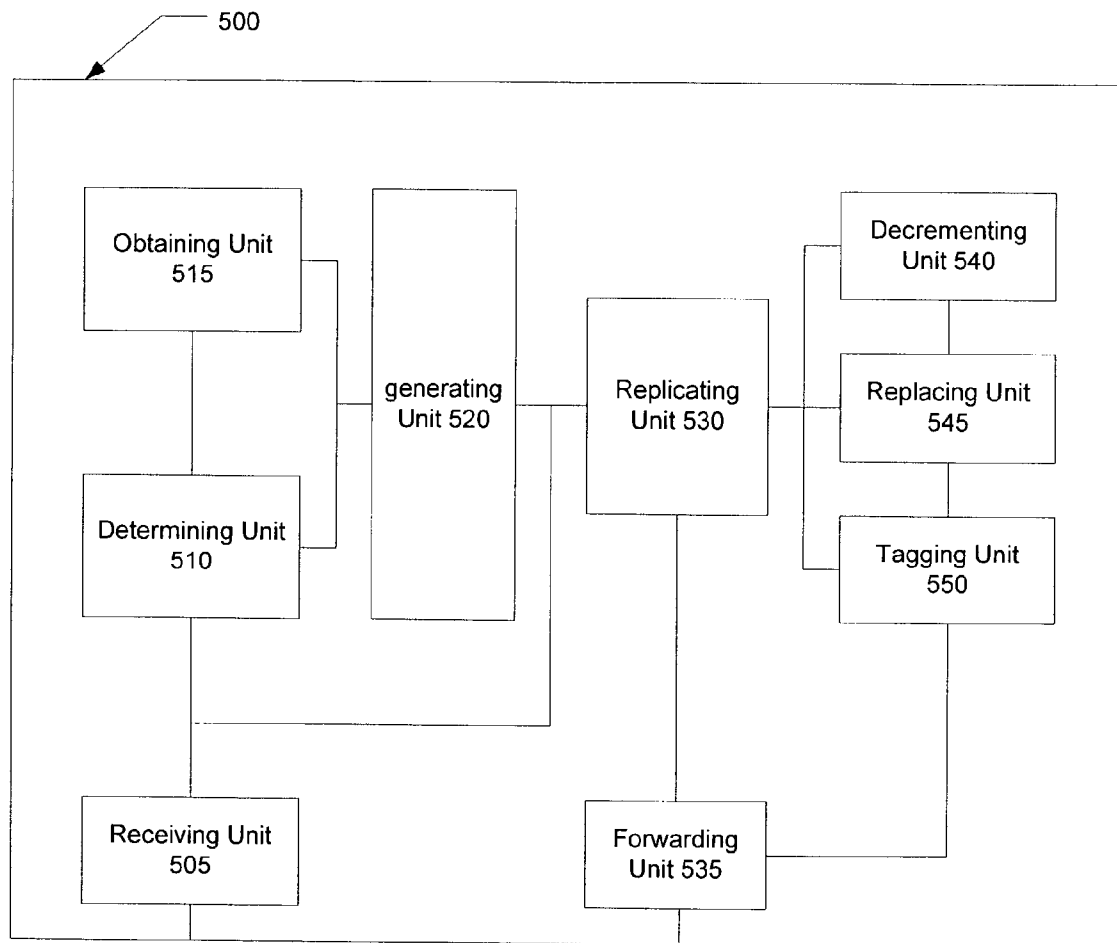 500
Obtaining Unit
515
generating
Unit 520
Decrementing
Unit 540
Replicating
Unit 530
Replacing Unit
545
Determining Unit
510
Tagging Unit
550
Receiving Unit
505
Forwarding
Unit 535